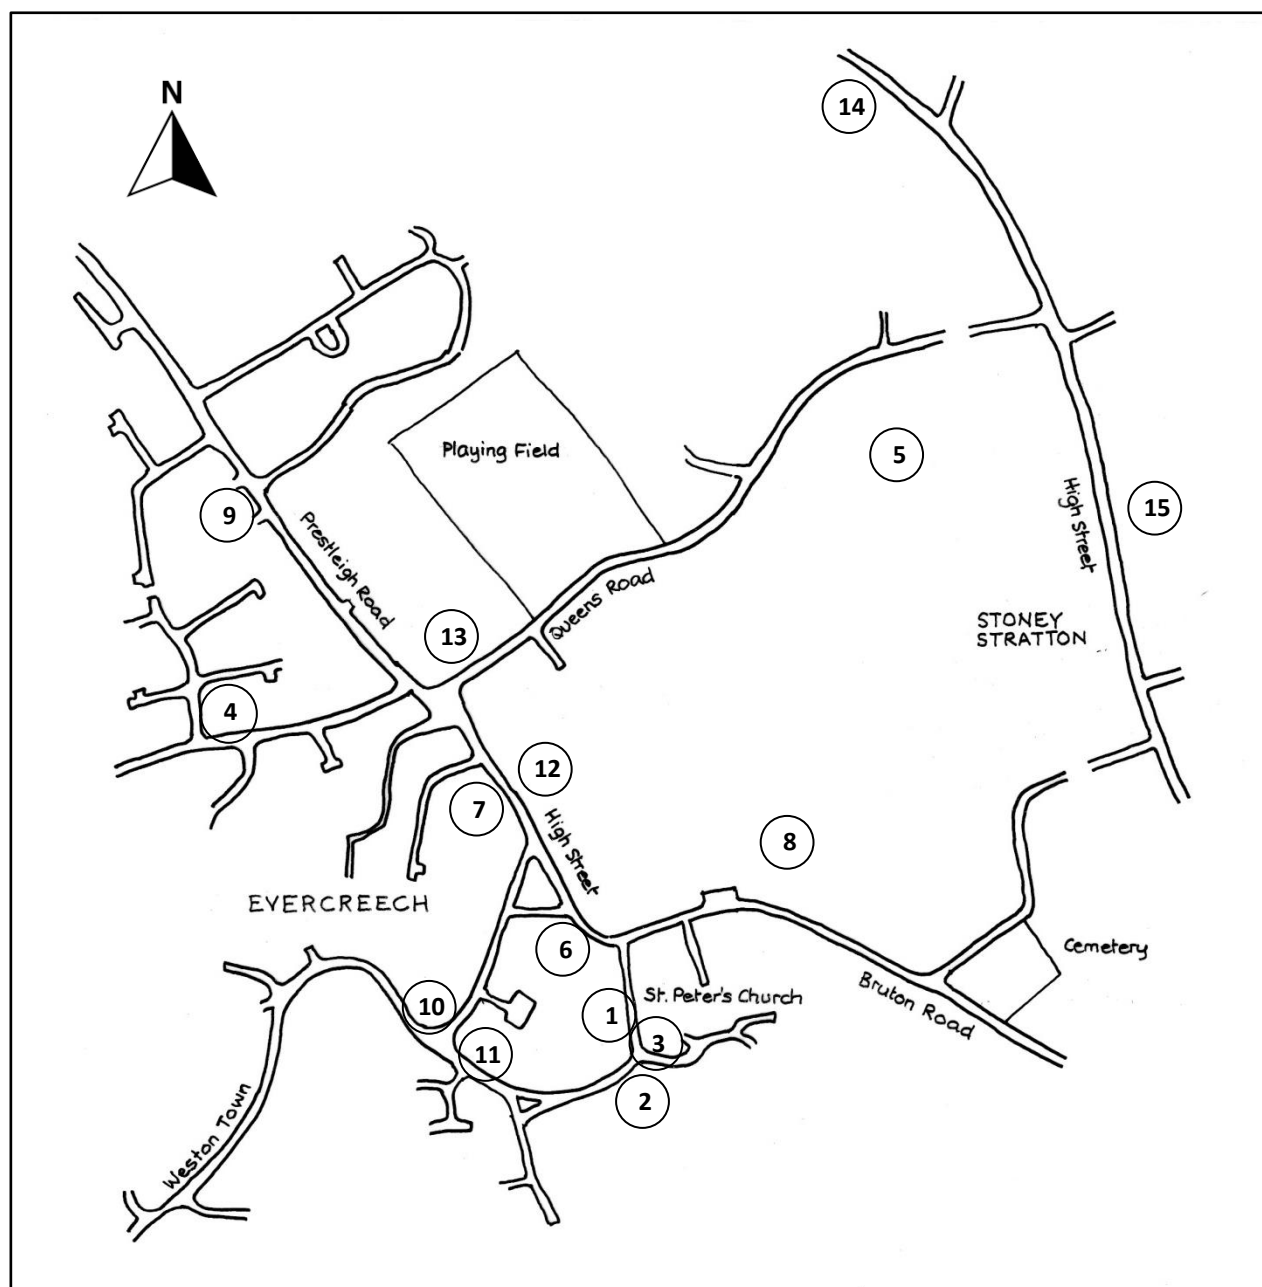 N
14
Playing Field
5
9
High Street
15
Prestleigh Road
Queens Road
STONEY
STRATTON
13
4
12
7
High Street
8
EVERCREECH
6
Cemetery
St. Peter's Church
Bruton Road
10
1
3
11
2
Weston Town